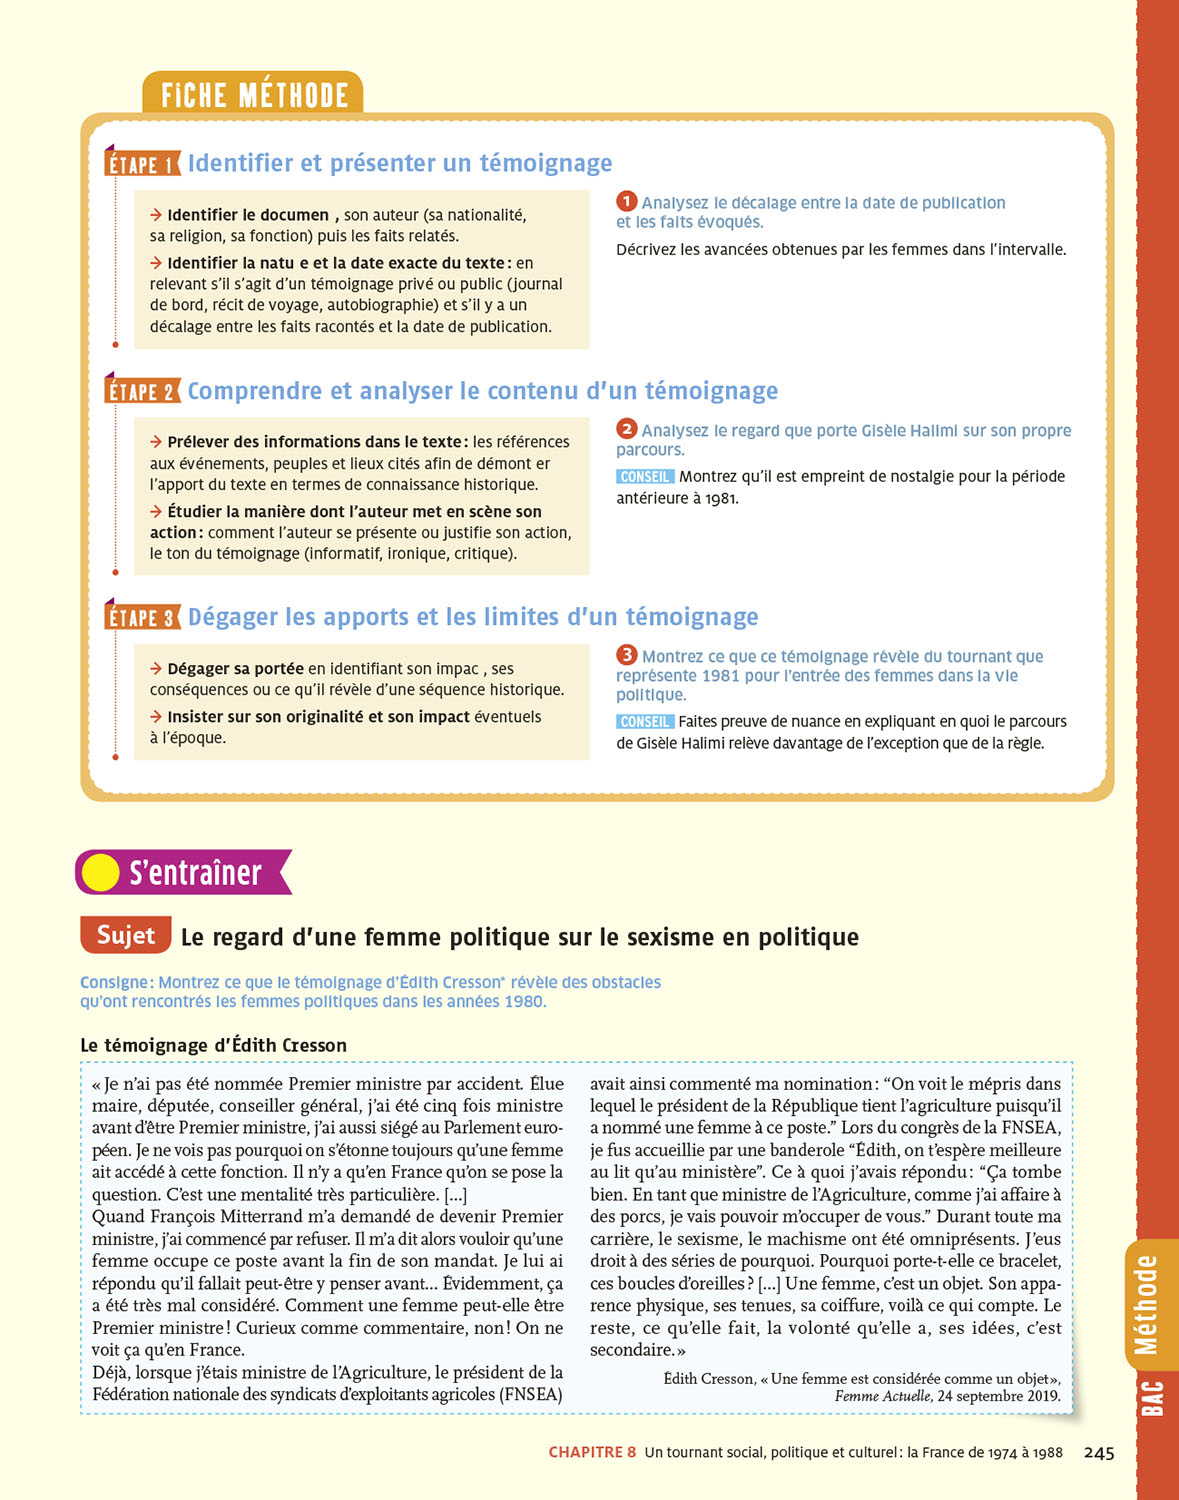 FICHE MÉTHODE
ÉTAPE 1 Identifier et présenter un témoignage
→ Identifier le documen , son auteur (sa nationalité,
sa religion, sa fonction) puis les faits relatés.
→ Identifier la natu e et la date exacte du texte : en
relevant s'il s'agit d'un témoignage privé ou public (journal
de bord, récit de voyage, autobiographie) et s'il y a un
décalage entre les faits racontés et la date de publication.
1 Analysez le décalage entre la date de publication
et les faits évoqués.
Décrivez les avancées obtenues par les femmes dans l'intervalle.
ÉTAPE 2 Comprendre et analyser le contenu d'un témoignage
→ Prélever des informations dans le texte : les références
aux événements, peuples et lieux cités afin de démont er
l'apport du texte en termes de connaissance historique.
→ Étudier la manière dont l'auteur met en scène son
action : comment l'auteur se présente ou justifie son action,
le ton du témoignage (informatif, ironique, critique).
2 Analysez le regard que porte Gisèle Halimi sur son propre
parcours.
CONSEIL Montrez qu'il est empreint de nostalgie pour la période
antérieure à 1981.
ÉTAPE 3 Dégager les apports et les limites d'un témoignage
→ Dégager sa portée en identifiant son impac , ses
conséquences ou ce qu'il révèle d'une séquence historique.
→ Insister sur son originalité et son impact éventuels
à l'époque.
3 Montrez ce que ce témoignage révèle du tournant que
représente 1981 pour l'entrée des femmes dans la vie
politique.
CONSEIL Faites preuve de nuance en expliquant en quoi le parcours
de Gisèle Halimi relève davantage de l'exception que de la règle.
S'entraîner
Sujet Le regard d'une femme politique sur le sexisme en politique
Consigne : Montrez ce que le témoignage d'Édith Cresson* révèle des obstacles
qu'ont rencontrés les femmes politiques dans les années 1980.
Le témoignage d'Édith Cresson
« Je n'ai pas été nommée Premier ministre par accident. Élue
maire, députée, conseiller général, j'ai été cinq fois ministre
avant d'être Premier ministre, j'ai aussi siégé au Parlement euro-
péen. Je ne vois pas pourquoi on s'étonne toujours qu'une femme
ait accédé à cette fonction. Il n'y a qu'en France qu'on se pose la
question. C'est une mentalité très particulière. [...]
Quand François Mitterrand m'a demandé de devenir Premier
ministre, j'ai commencé par refuser. Il m'a dit alors vouloir qu'une
femme occupe ce poste avant la fin de son mandat. Je lui ai
répondu qu'il fallait peut-être y penser avant... Évidemment, ça
a été très mal considéré. Comment une femme peut-elle être
Premier ministre ! Curieux comme commentaire, non ! On ne
voit ça qu'en France.
Déjà, lorsque j'étais ministre de l'Agriculture, le président de la
Fédération nationale des syndicats d'exploitants agricoles (FNSEA)
avait ainsi commenté ma nomination : “On voit le mépris dans
lequel le président de la République tient l'agriculture puisqu'il
a nommé une femme à ce poste.” Lors du congrès de la FNSEA,
je fus accueillie par une banderole “Édith, on t'espère meilleure
au lit qu'au ministère”. Ce à quoi j'avais répondu : “Ça tombe
bien. En tant que ministre de l'Agriculture, comme j'ai affaire à
des porcs, je vais pouvoir m'occuper de vous.” Durant toute ma
carrière, le sexisme, le machisme ont été omniprésents. J'eus
droit à des séries de pourquoi. Pourquoi porte-t-elle ce bracelet,
ces boucles d'oreilles ? [...] Une femme, c'est un objet. Son appa-
rence physique, ses tenues, sa coiffure, voilà ce qui compte. Le
reste, ce qu'elle fait, la volonté qu'elle a, ses idées, c'est
secondaire. »
Édith Cresson, « Une femme est considérée comme un objet »,
Femme Actuelle, 24 septembre 2019.
Méthode
BAC
CHAPITRE 8 Un tournant social, politique et culturel : la France de 1974 à 1988 245